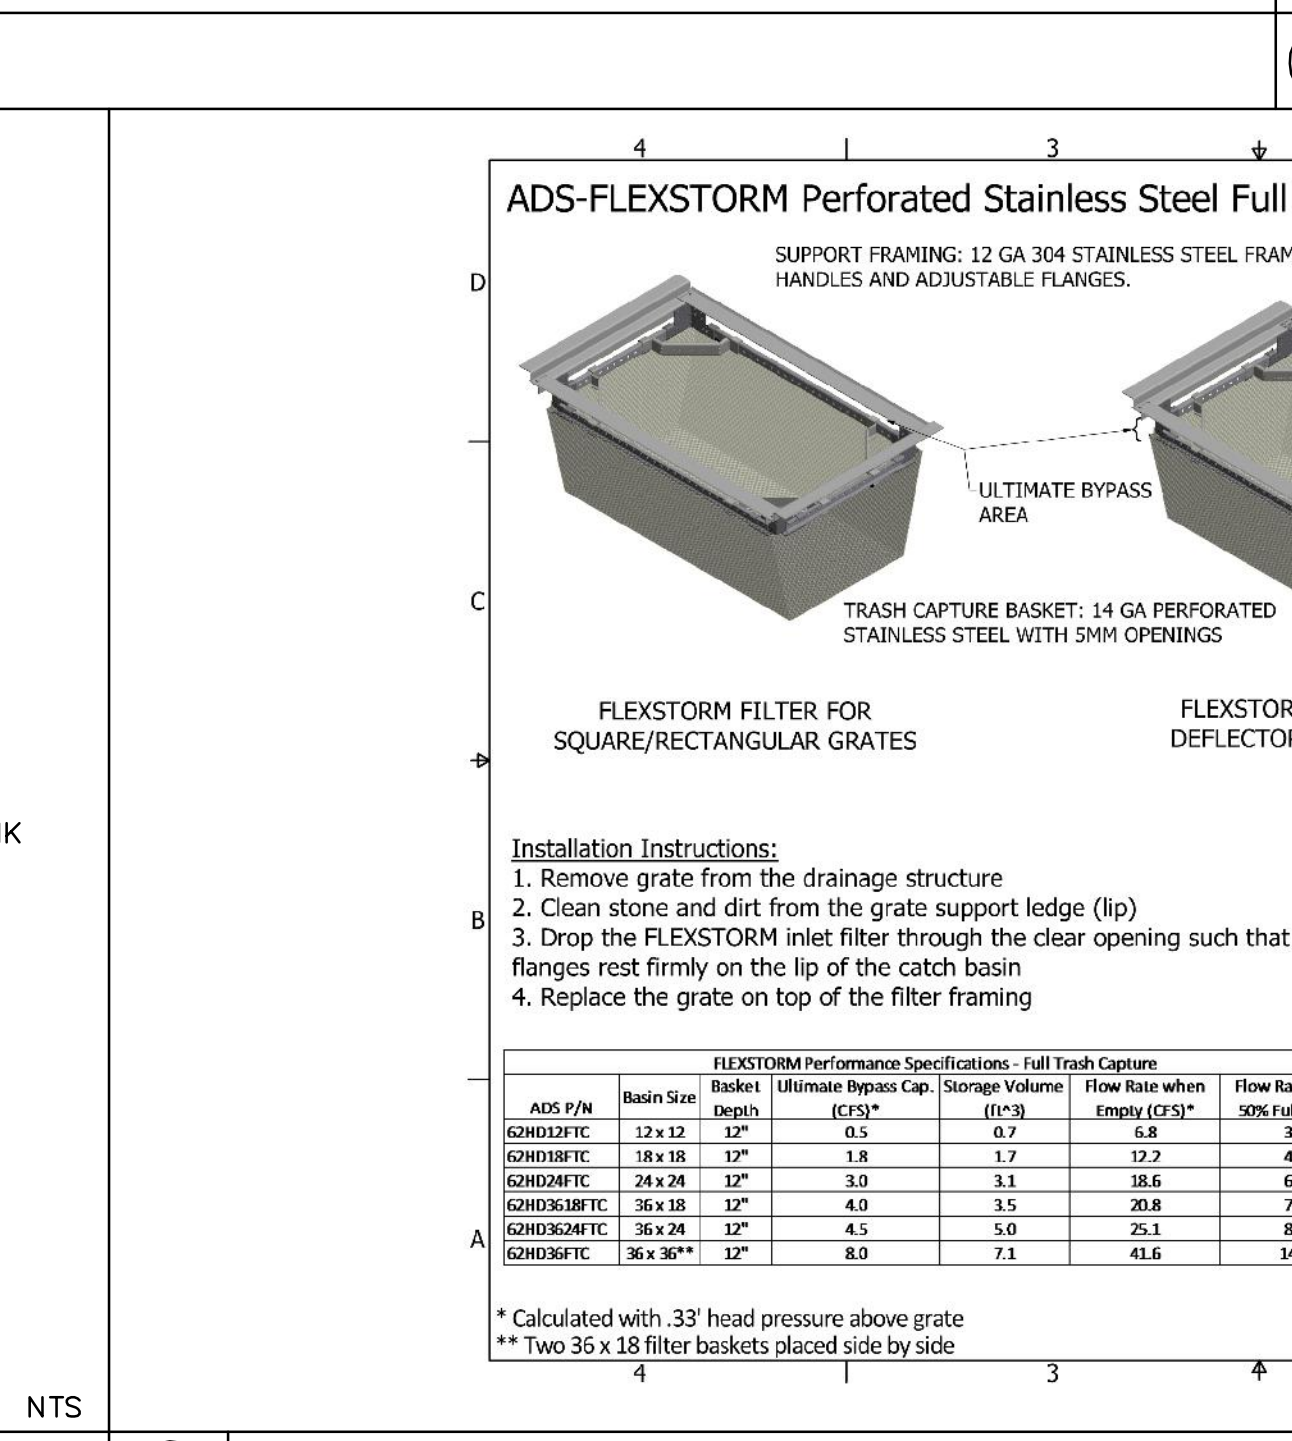 4 3
ADS-FLEXSTORM Perforated Stainless Steel Full
SUPPORT FRAMING: 12 GA 304 STAINLESS STEEL FRAM
HANDLES AND ADJUSTABLE FLANGES.
D
ULTIMATE BYPASS
AREA
C
TRASH CAPTURE BASKET: 14 GA PERFORATED
STAINLESS STEEL WITH 5MM OPENINGS
FLEXSTORM FILTER FOR
SQUARE/RECTANGULAR GRATES
FLEXSTOR
DEFLECTOR
K
Installation Instructions:
1. Remove grate from the drainage structure
2. Clean stone and dirt from the grate support ledge (lip)
B
3. Drop the FLEXSTORM inlet filter through the clear opening such that
flanges rest firmly on the lip of the catch basin
4. Replace the grate on top of the filter framing
FLEXSTORM Performance Specifications - Full Trash Capture
ADS P/N Basin Size Basket Depth Ultimate Bypass Cap. (CFS)* Storage Volume (ft^3) Flow Rate when Empty (CFS)* Flow Ra 50% Ful
62HD12FTC 12 x 12 12" 0.5 0.7 6.8 3
62HD18FTC 18 x 18 12" 1.8 1.7 12.2 4
62HD24FTC 24 x 24 12" 3.0 3.1 18.6 6
62HD3618FTC 36 x 18 12" 4.0 3.5 20.8 7
62HD3624FTC 36 x 24 12" 4.5 5.0 25.1 8
A
62HD36FTC 36 x 36** 12" 8.0 7.1 41.6 14
* Calculated with .33' head pressure above grate
** Two 36 x 18 filter baskets placed side by side
4 3
NTS